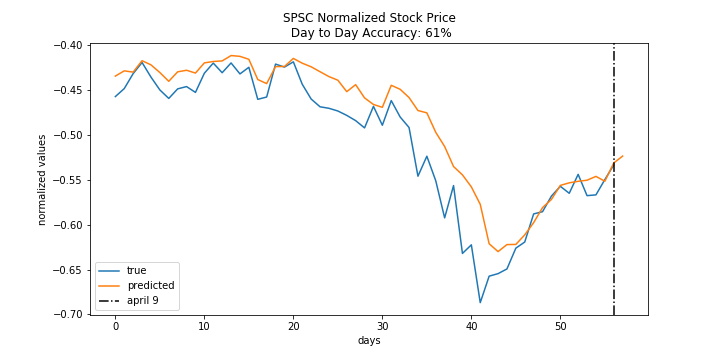 SPSC Normalized Stock Price
Day to Day Accuracy: 61%
normalized values
−0.40
−0.45
−0.50
−0.55
−0.60
−0.65
−0.70
true
predicted
april 9
0
10
20
30
40
50
days